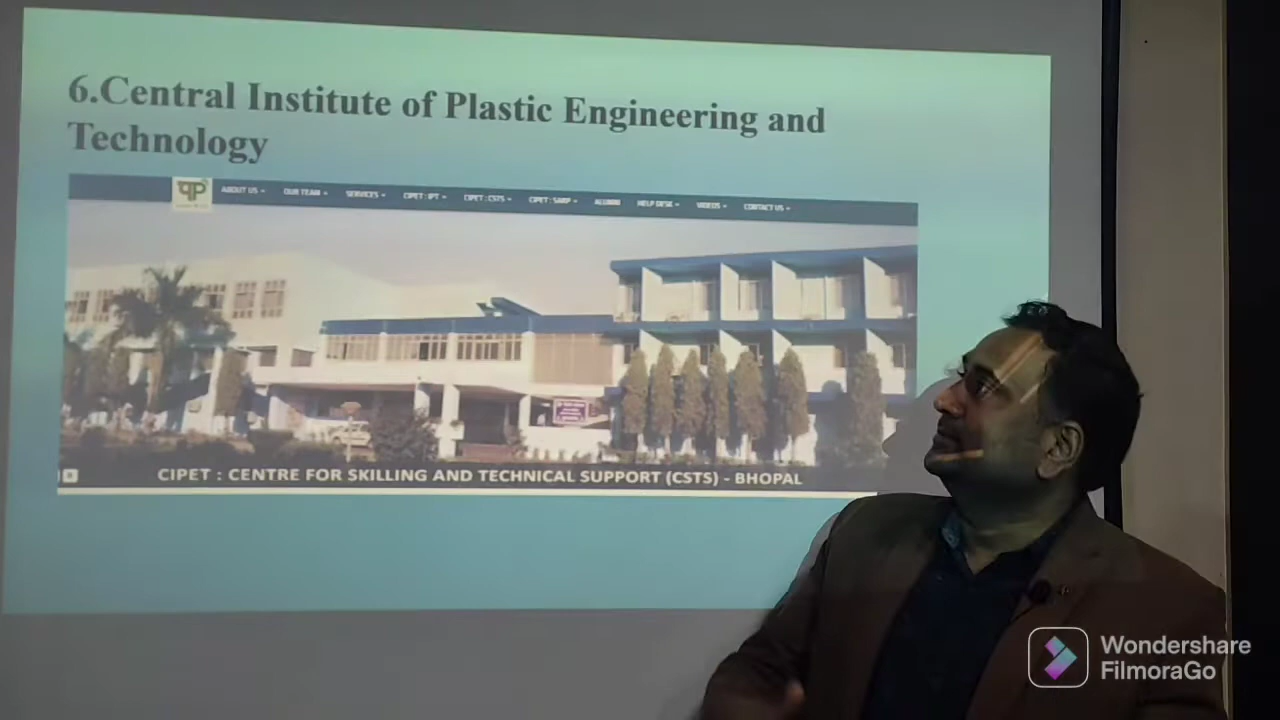 6.Central Institute of Plastic Engineering and
Technology
ABOUT US OUR TEAM SERVICES CIPET : IPT CIPET : CSTS CIPET : SARP ALUMNI HELP DESK VIDEOS CONTACT US
CIPET : CENTRE FOR SKILLING AND TECHNICAL SUPPORT (CSTS) - BHOPAL
Wondershare
FilmoraGo